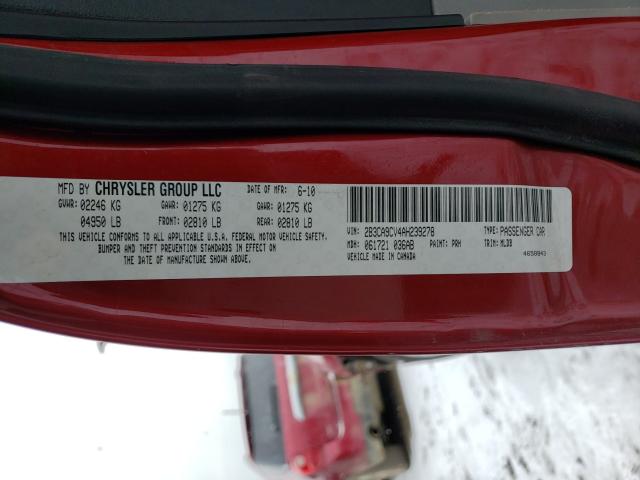 MFD BY CHRYSLER GROUP LLC DATE OF MFR: 6-10
GVWR: 02246 KG GAWR: 01275 KG GAWR: 01275 KG
04950 LB FRONT: 02810 LB REAR: 02810 LB
THIS VEHICLE CONFORMS TO ALL APPLICABLE U.S.A. FEDERAL MOTOR VEHICLE SAFETY,
BUMPER AND THEFT PREVENTION STANDARDS IN EFFECT ON
THE DATE OF MANUFACTURE SHOWN ABOVE.
VIN: 2B3CA9CV4AH239278 TYPE: PASSENGER CAR
MDH: 061721 036AB PAINT: PRH TRIM: MLDB
VEHICLE MADE IN CANADA 4658943